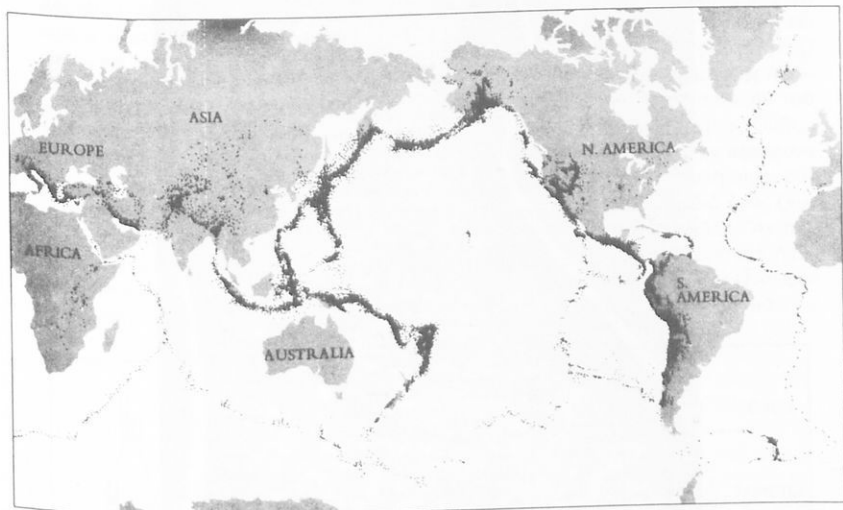 ASIA
EUROPE
N. AMERICA
AFRICA
S.
AMERICA
AUSTRALIA